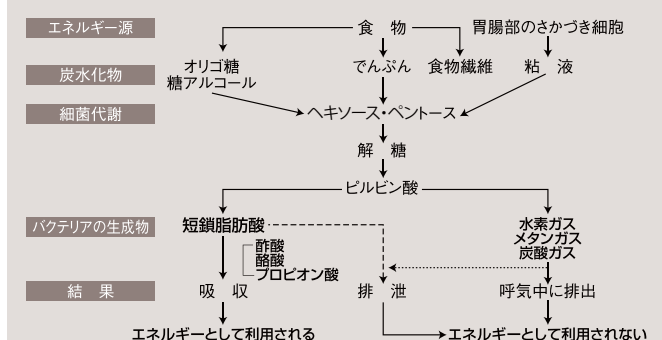 エネルギー源
食 物
胃腸部のさかづき細胞
炭水化物
オリゴ糖
糖アルコール
でんぷん
食物繊維
粘 液
細菌代謝
ヘキソース・ペントース
解 糖
ピルビン酸
バクテリアの生成物
短鎖脂肪酸
水素ガス
メタンガス
炭酸ガス
酢酸
酪酸
プロピオン酸
結 果
吸 収
排 泄
呼気中に排出
エネルギーとして利用される
エネルギーとして利用されない